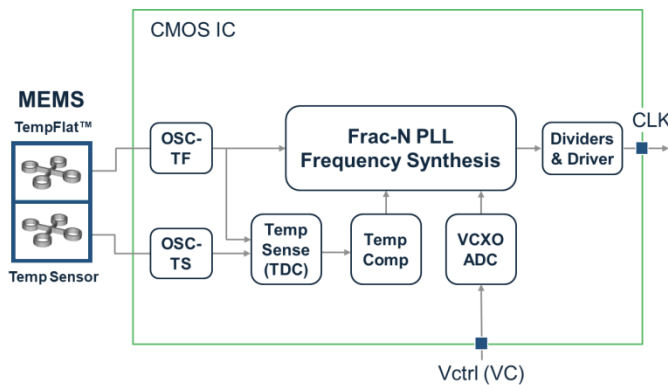 CMOS IC
MEMS
TempFlat™
OSC-
TF
Frac-N PLL
Frequency Synthesis
Dividers
& Driver
CLK
Temp Sensor
OSC-
TS
Temp
Sense
(TDC)
Temp
Comp
VCXO
ADC
Vctrl (VC)